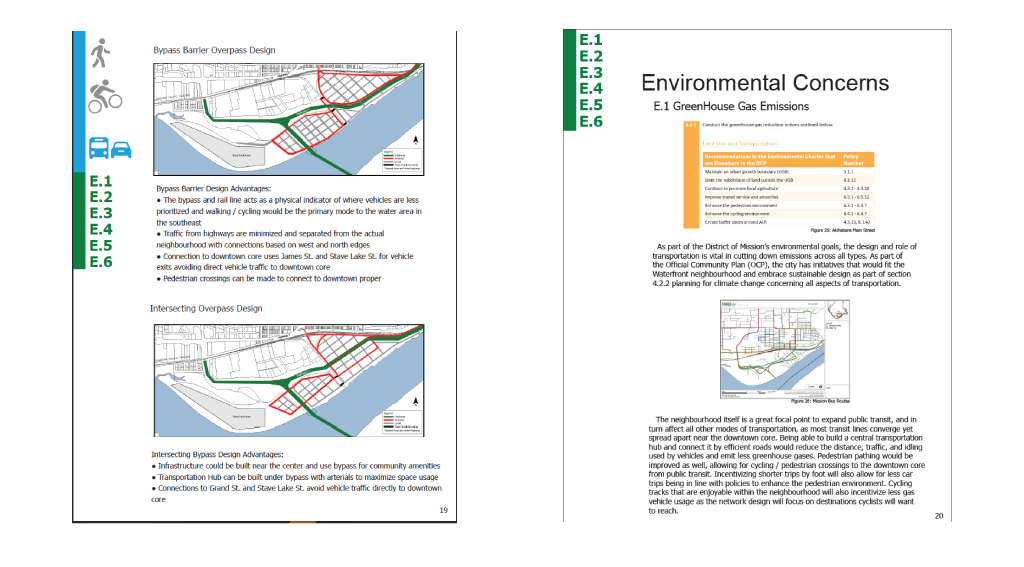 Bypass Barrier Overpass Design
E.1
E.2
E.3
E.4
E.5
E.6
Bypass Barrier Design Advantages:
● The bypass and rail line acts as a physical indicator of where vehicles are less
prioritized and walking / cycling would be the primary mode to the water area in
the southeast
● Traffic from highways are minimized and separated from the actual
neighbourhood with connections based on west and north edges
● Connection to downtown core uses James St. and Stave Lake St. for vehicle
exits avoiding direct vehicle traffic to downtown core
● Pedestrian crossings can be made to connect to downtown proper
Intersecting Overpass Design
Intersecting Bypass Design Advantages:
● Infrastructure could be built near the center and use bypass for community amenities
● Transportation Hub can be built under bypass with arterials to maximize space usage
● Connections to Grand St. and Stave Lake St. avoid vehicle traffic directly to downtown
core
19
E.1
E.2
E.3
E.4
E.5
E.6
Environmental Concerns
E.1 GreenHouse Gas Emissions
Conduct the greenhouse gas reduction actions outlined below.
Land Use and Transportation
Recommendations in the Environmental Charter that are Elsewhere in the OCP Policy Number
Maintain an urban growth boundary (UGB) 5.1.1
Limit the subdivision of land outside the UGB 8.1.12
Continue to promote local agriculture 4.3.1 - 4.3.10
Improve transit service and amenities 6.5.1 - 6.5.12
Enhance the pedestrian environment 6.3.1 - 6.3.7
Enhance the cycling environment 6.4.1 - 6.4.7
Create buffer zones around ALR 4.3.13, 8.1.42
Figure 25: Akihabara Main Street
As part of the District of Mission's environmental goals, the design and role of
transportation is vital in cutting down emissions across all types. As part of
the Official Community Plan (OCP), the city has initiatives that would fit the
Waterfront neighbourhood and embrace sustainable design as part of section
4.2.2 planning for climate change concerning all aspects of transportation.
Figure 26: Mission Bus Routes
The neighbourhood itself is a great focal point to expand public transit, and in
turn affect all other modes of transportation, as most transit lines converge yet
spread apart near the downtown core. Being able to build a central transportation
hub and connect it by efficient roads would reduce the distance, traffic, and idling
used by vehicles and emit less greenhouse gases. Pedestrian pathing would be
improved as well, allowing for cycling / pedestrian crossings to the downtown core
from public transit. Incentivizing shorter trips by foot will also allow for less car
trips being in line with policies to enhance the pedestrian environment. Cycling
tracks that are enjoyable within the neighbourhood will also incentivize less gas
vehicle usage as the network design will focus on destinations cyclists will want
to reach.
20